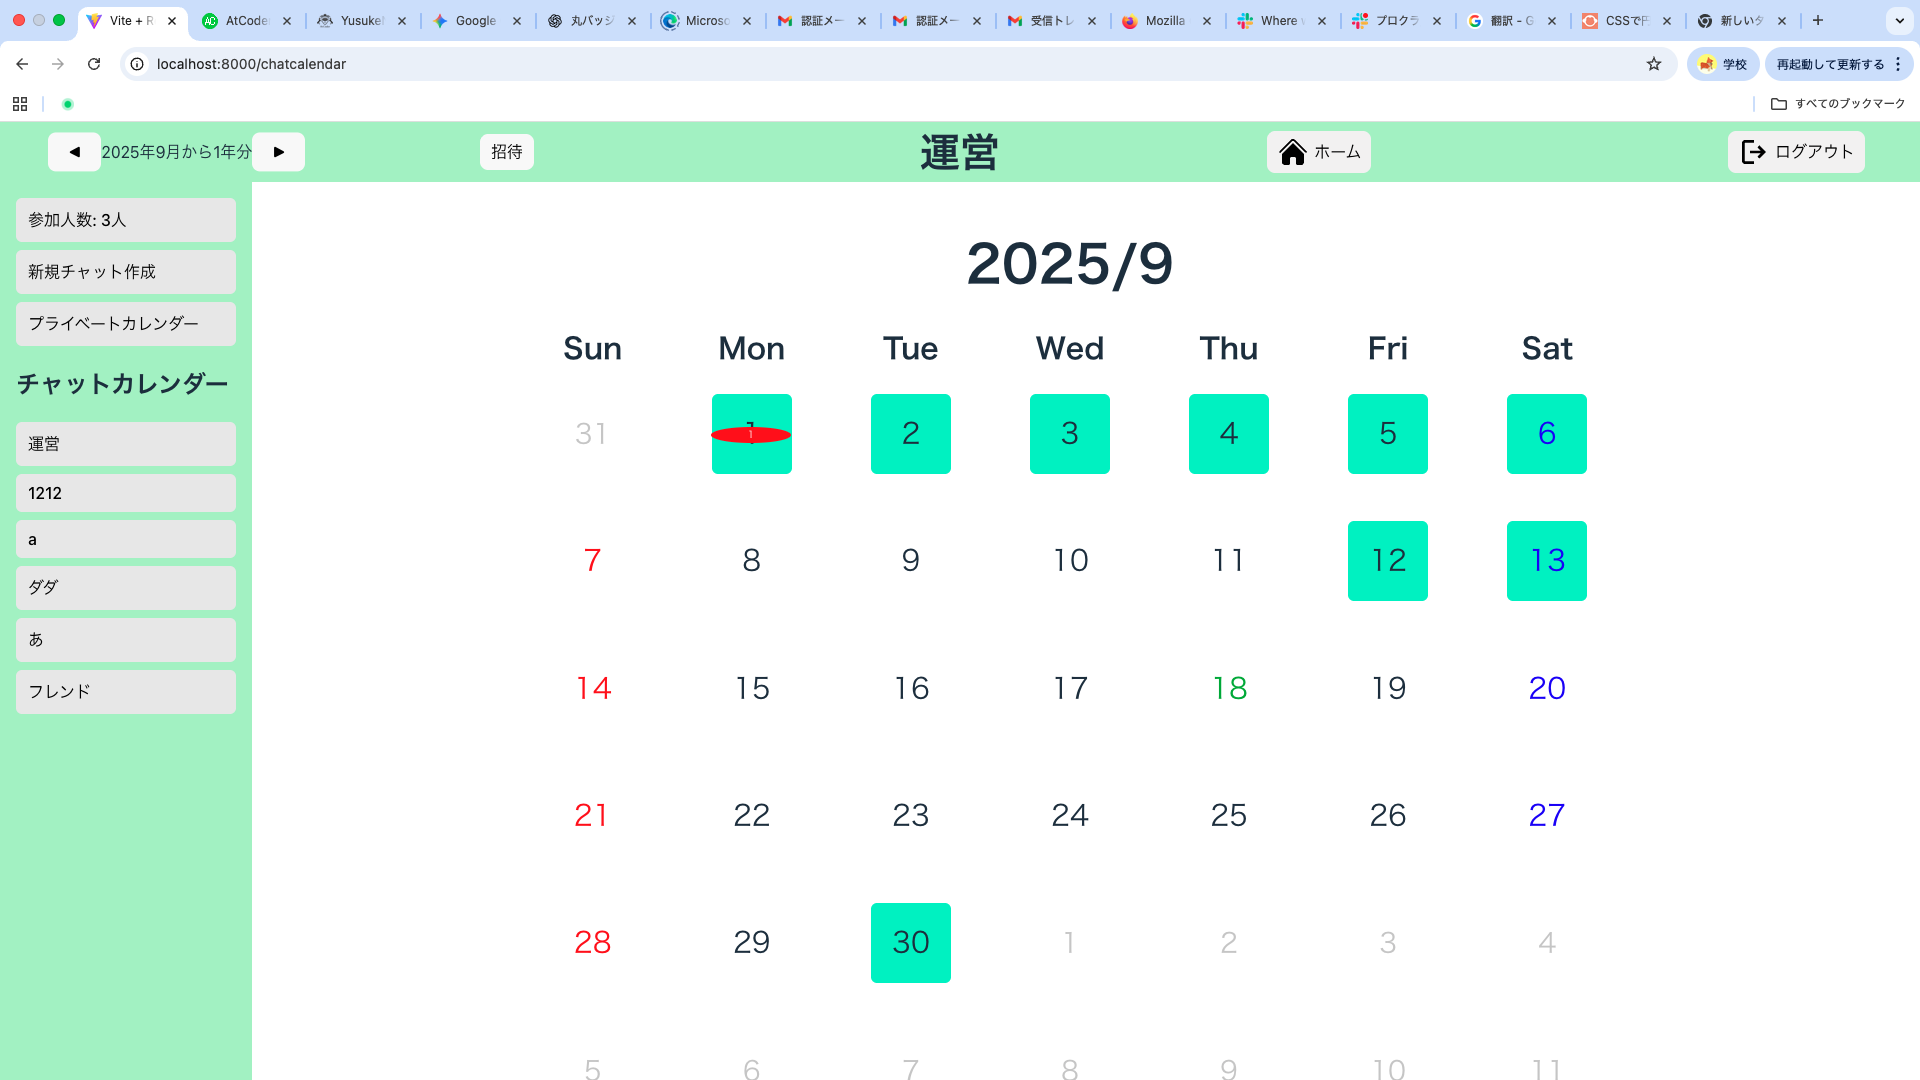 Vite + R
AtCode
Yusuke
Google
丸バッジ
Microso
認証メー
認証メー
受信トレ
Mozilla
Where
プロクラ
翻訳 - G
CSSで円
新しいタ
localhost:8000/chatcalendar
学校
再起動して更新する
すべてのブックマーク
◀ 2025年9月から1年分 ▶
招待
運営
ホーム
ログアウト
参加人数: 3人
新規チャット作成
プライベートカレンダー
チャットカレンダー
運営
1212
a
ダダ
あ
フレンド
2025/9
Sun Mon Tue Wed Thu Fri Sat
31 1 1 2 3 4 5 6
7 8 9 10 11 12 13
14 15 16 17 18 19 20
21 22 23 24 25 26 27
28 29 30 1 2 3 4
5 6 7 8 9 10 11